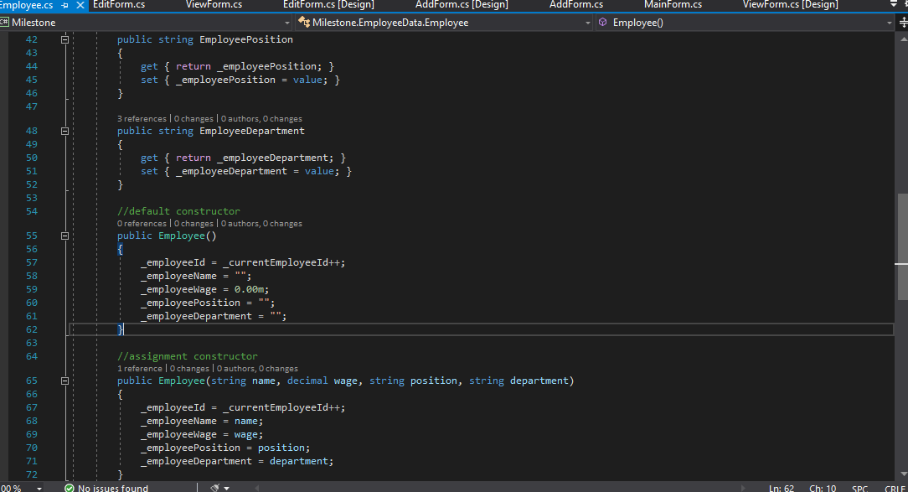 Employee.cs EditForm.cs ViewForm.cs EditForm.cs [Design] AddForm.cs [Design] AddForm.cs MainForm.cs ViewForm.cs [Design]
Milestone Milestone.EmployeeData.Employee Employee()
42 public string EmployeePosition
43 {
44 get { return _employeePosition; }
45 set { _employeePosition = value; }
46 }
47
3 references | 0 changes | 0 authors, 0 changes
48 public string EmployeeDepartment
49 {
50 get { return _employeeDepartment; }
51 set { _employeeDepartment = value; }
52 }
53
54 //default constructor
0 references | 0 changes | 0 authors, 0 changes
55 public Employee()
56 {
57 _employeeId = _currentEmployeeId++;
58 _employeeName = "";
59 _employeeWage = 0.00m;
60 _employeePosition = "";
61 _employeeDepartment = "";
62 }
63
64 //assignment constructor
1 reference | 0 changes | 0 authors, 0 changes
65 public Employee(string name, decimal wage, string position, string department)
66 {
67 _employeeId = _currentEmployeeId++;
68 _employeeName = name;
69 _employeeWage = wage;
70 _employeePosition = position;
71 _employeeDepartment = department;
72 }
00 % No issues found Ln: 62 Ch: 10 SPC CRLF